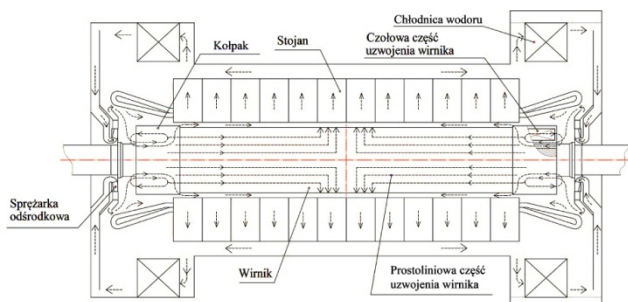 Chłodnica wodoru
Kołpak
Stojan
Czołowa część
uzwojenia wirnika
Sprężarka
odśrodkowa
Wirnik
Prostoliniowa część
uzwojenia wirnika